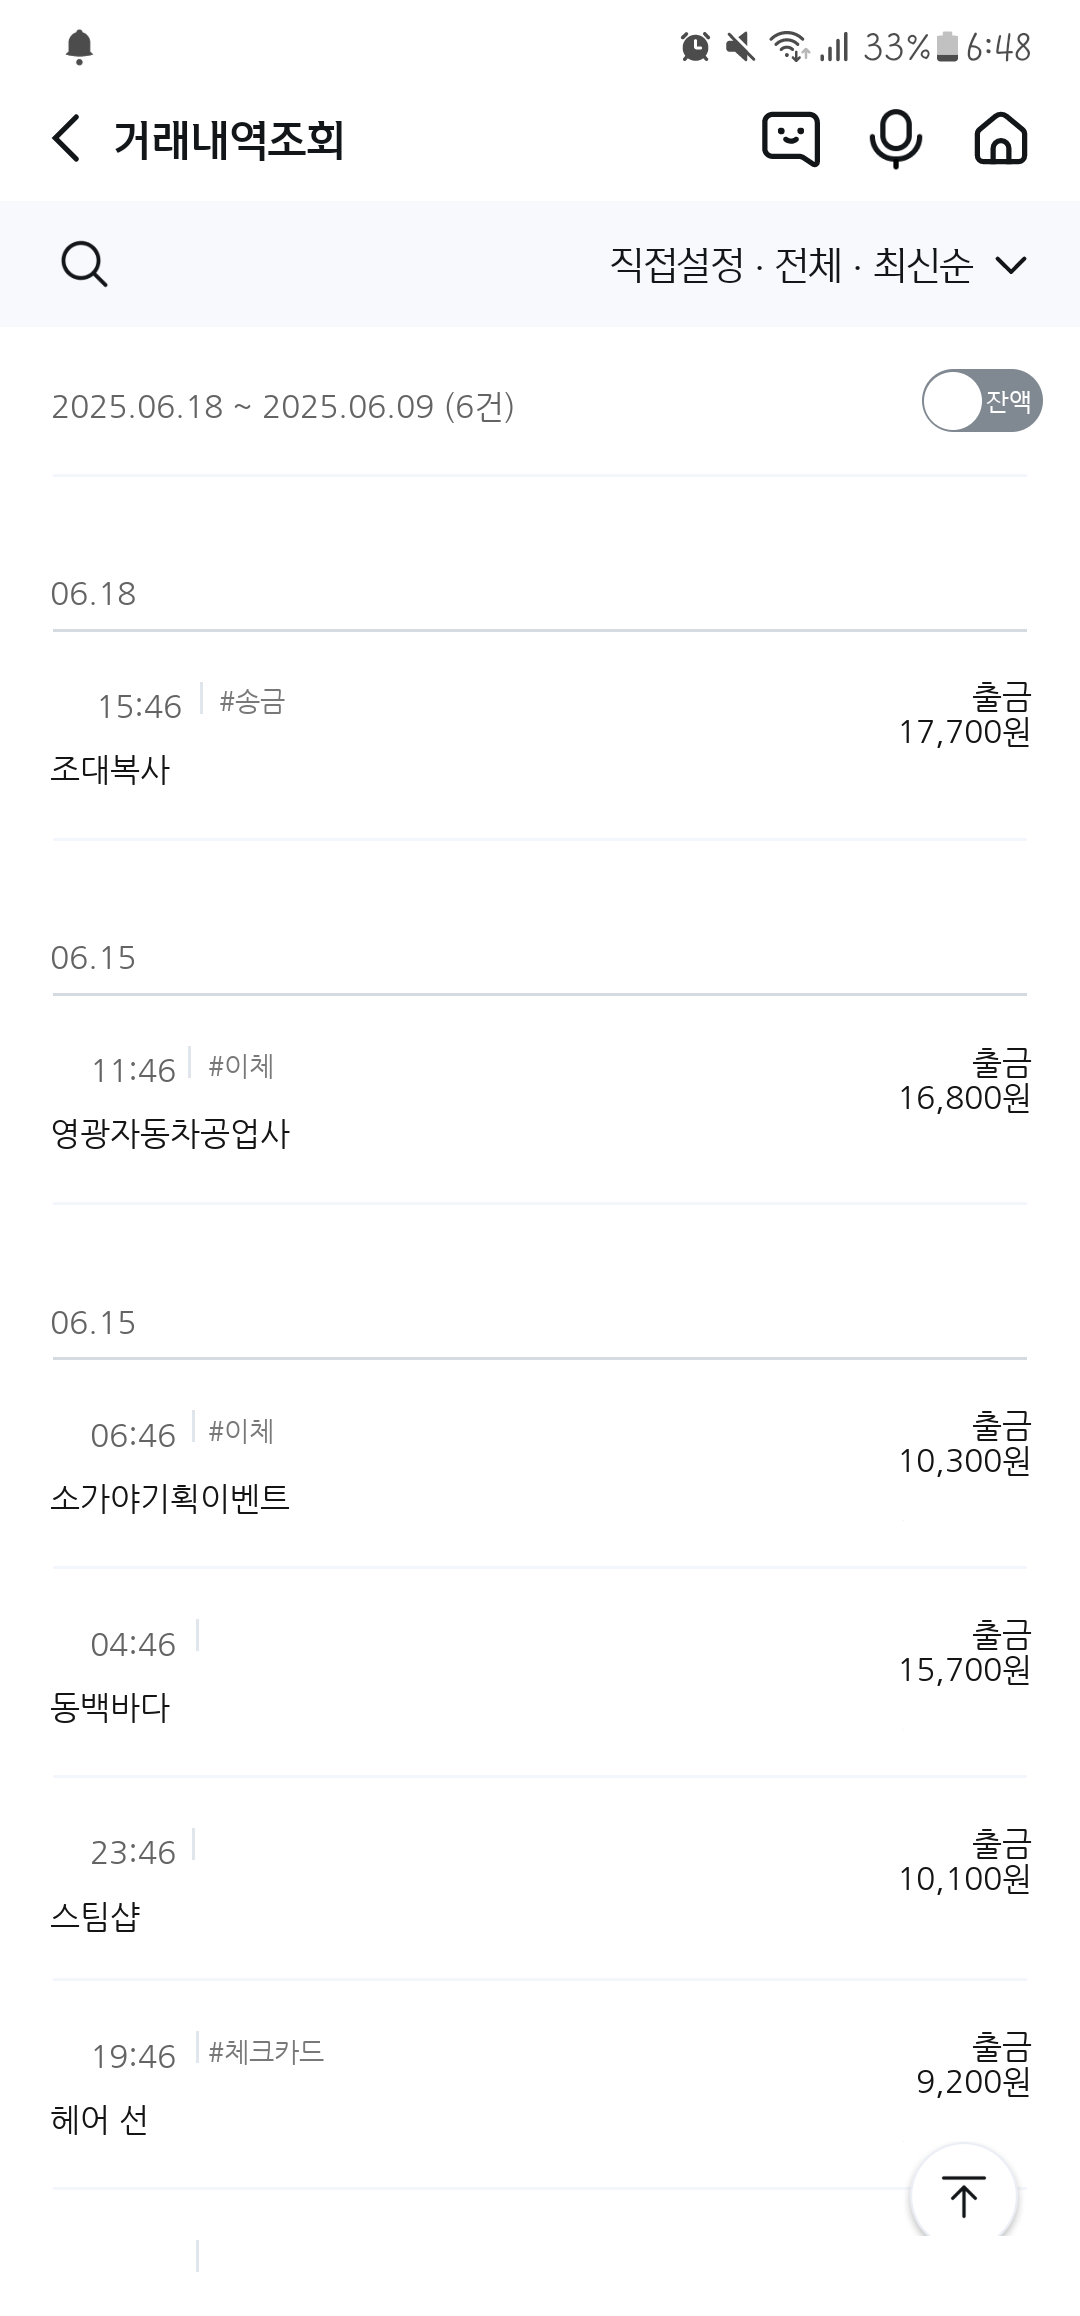 33% 6:48
거래내역조회
직접설정 · 전체 · 최신순
2025.06.18 ~ 2025.06.09 (6건)
잔액
06.18
15:46 #송금
출금
17,700원
조대복사
06.15
11:46 #이체
출금
16,800원
영광자동차공업사
06.15
06:46 #이체
출금
10,300원
소가야기획이벤트
04:46
출금
15,700원
동백바다
23:46
출금
10,100원
스팀샵
19:46 #체크카드
출금
9,200원
헤어 선